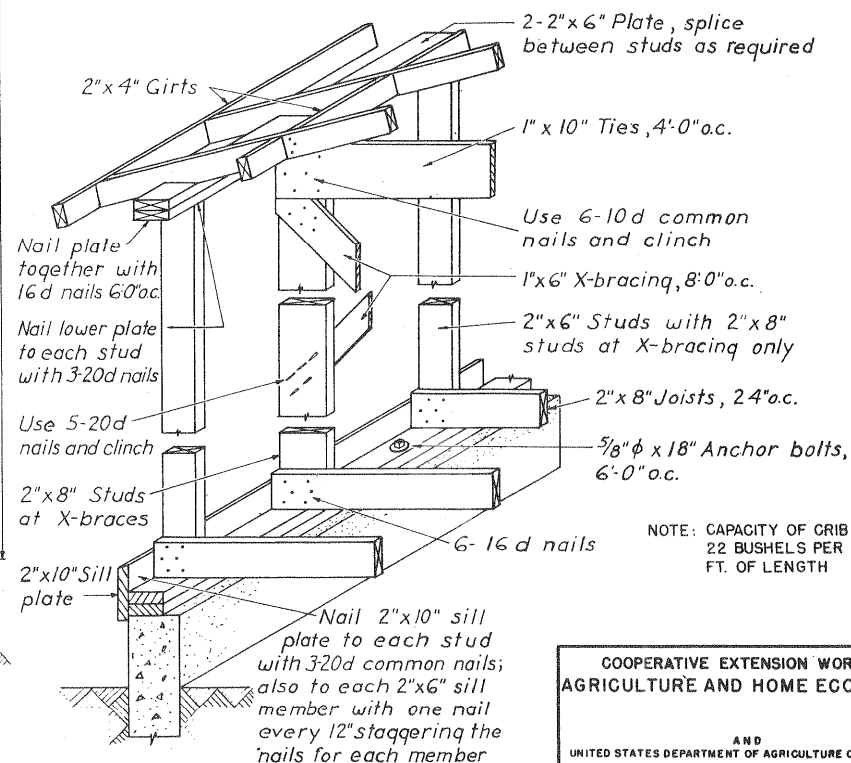 2-2"x 6" Plate, splice
between studs as required
2"x 4" Girts
1" x 10" Ties, 4'-0" o.c.
Use 6-10d common
nails and clinch
Nail plate
together with
16d nails 6'-0"o.c.
1"x6" X-bracing, 8'-0"o.c.
Nail lower plate
to each stud
with 3-20d nails
2"x6" Studs with 2"x8"
studs at X-bracing only
Use 5-20d
nails and clinch
2"x 8" Joists, 24"o.c.
5/8"ϕ x 18" Anchor bolts,
6'-0" o.c.
2"x8" Studs
at X-braces
6-16d nails
NOTE: CAPACITY OF CRIB
22 BUSHELS PER
FT. OF LENGTH
2"x10" Sill
plate
Nail 2"x10" sill
plate to each stud
with 3-20d common nails;
also to each 2"x6" sill
member with one nail
every 12" staggering the
nails for each member
COOPERATIVE EXTENSION WOR
AGRICULTURE AND HOME ECO
AND
UNITED STATES DEPARTMENT OF AGRICULTURE